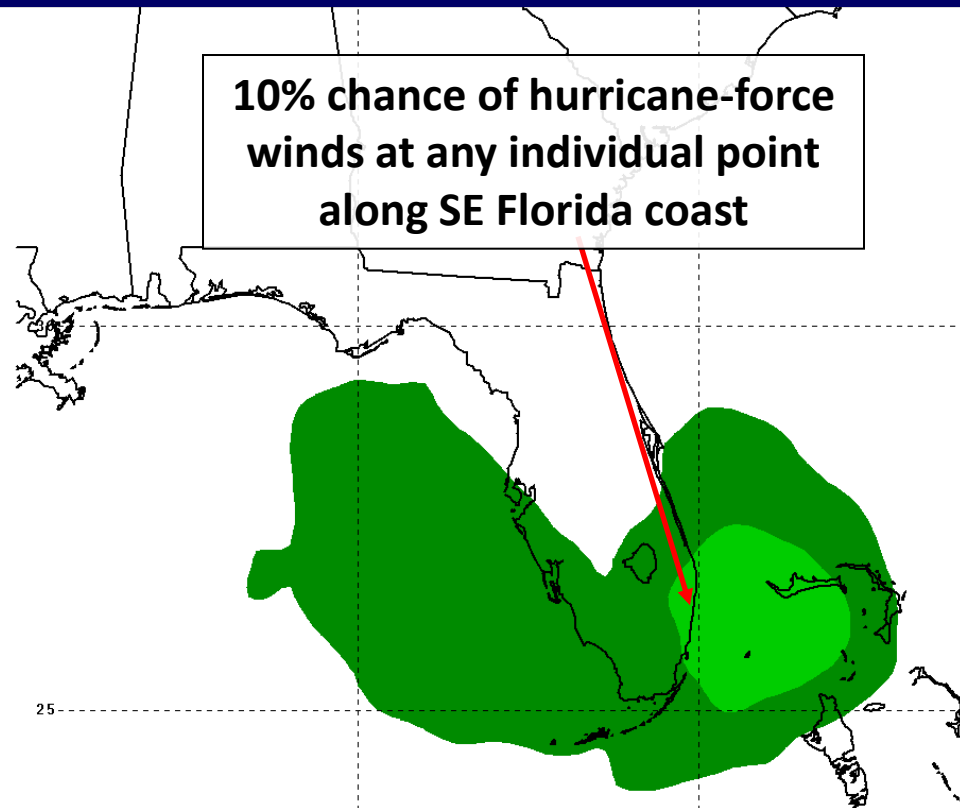 10% chance of hurricane-force
winds at any individual point
along SE Florida coast
25